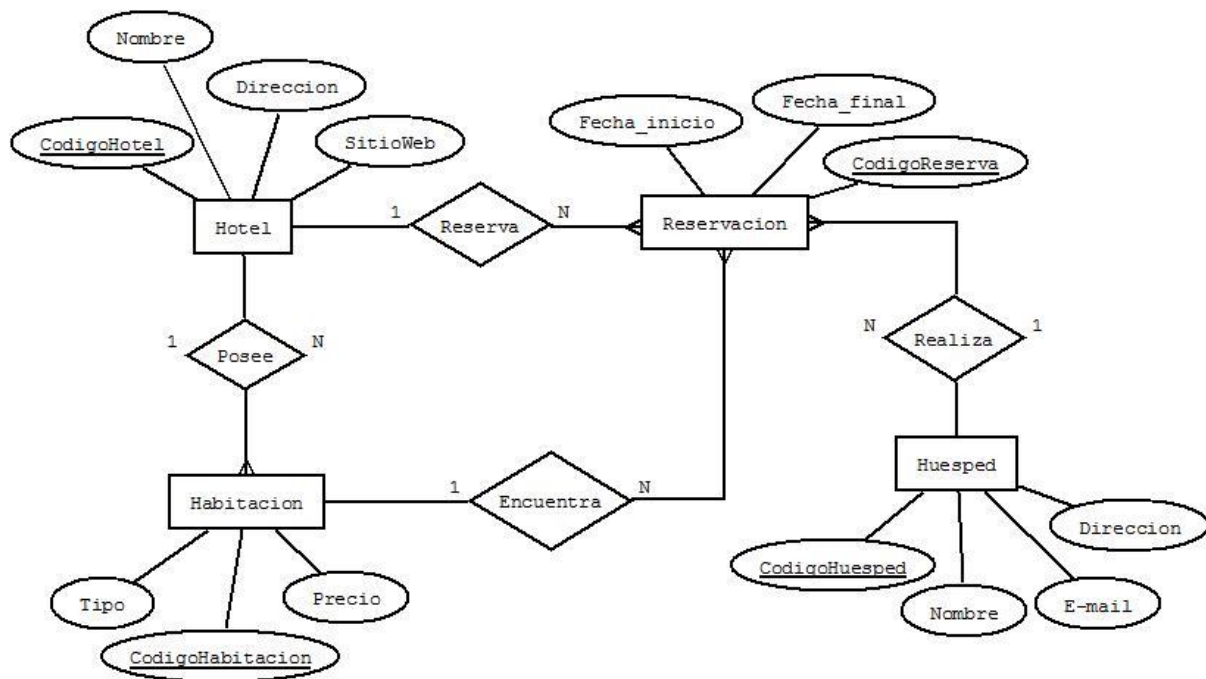 Nombre
Direccion
Fecha_final
Fecha_inicio
CodigoHotel
SitioWeb
CodigoReserva
1
N
Hotel
Reserva
Reservacion
1
N
Posee
N
1
Realiza
Huesped
Habitacion
1
N
Encuentra
Direccion
CodigoHuesped
Tipo
Precio
Nombre
E-mail
CodigoHabitacion